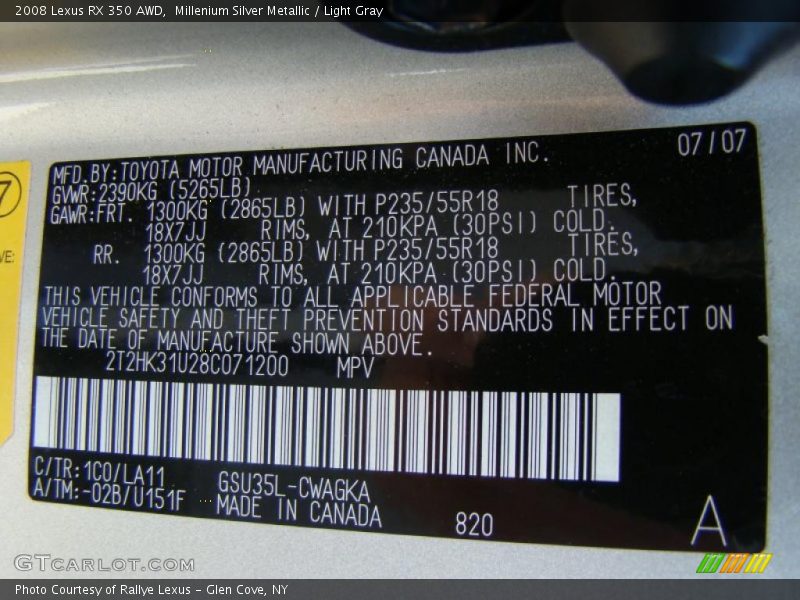 2008 Lexus RX 350 AWD,  Millenium Silver Metallic / Light Gray
07/07
MFD.BY:TOYOTA MOTOR MANUFACTURING CANADA INC.
GVWR:2390KG (5265LB)
GAWR:FRT. 1300KG (2865LB) WITH P235/55R18 TIRES,
18X7JJ RIMS, AT 210KPA (30PSI) COLD.
RR. 1300KG (2865LB) WITH P235/55R18 TIRES,
18X7JJ RIMS, AT 210KPA (30PSI) COLD.
THIS VEHICLE CONFORMS TO ALL APPLICABLE FEDERAL MOTOR
VEHICLE SAFETY AND THEFT PREVENTION STANDARDS IN EFFECT ON
THE DATE OF MANUFACTURE SHOWN ABOVE.
2T2HK31U28C071200 MPV
7
VE:
C/TR:1C0/LA11 GSU35L-CWAGKA
A/TM:-02B/U151F MADE IN CANADA 820 A
GTCARLOT.COM
Photo Courtesy of Rallye Lexus - Glen Cove, NY